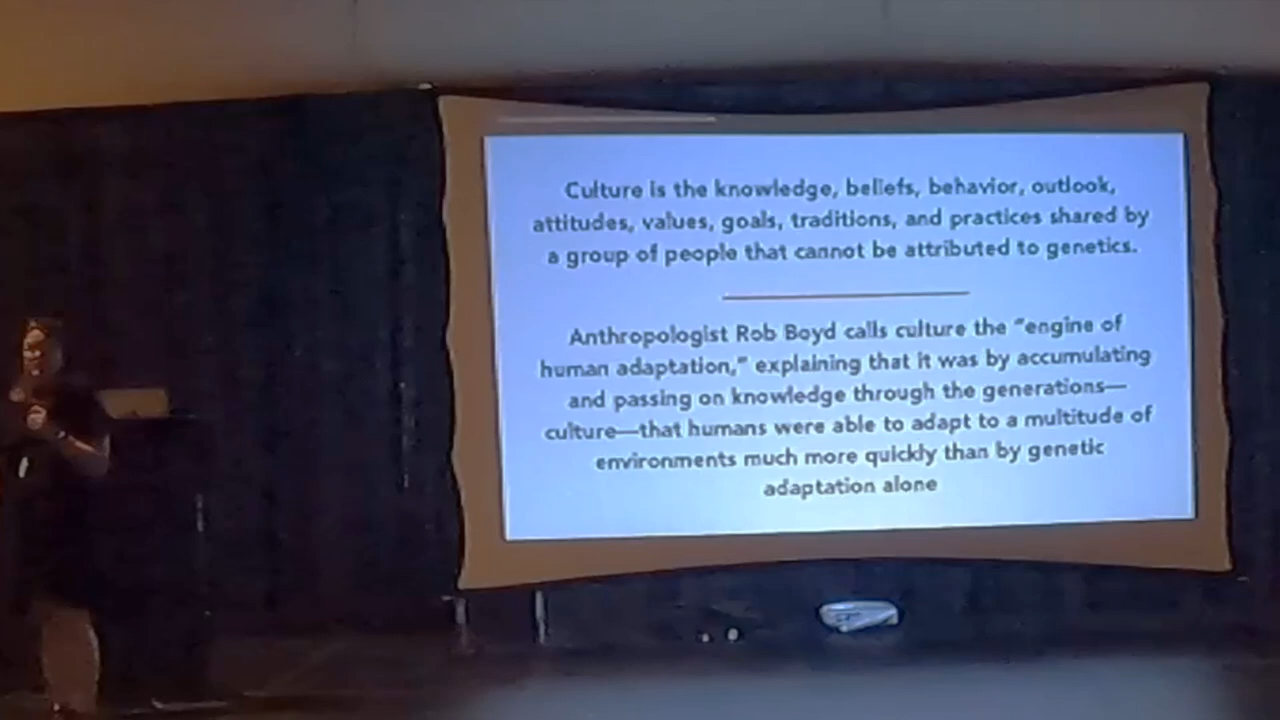 Culture is the knowledge, beliefs, behavior, outlook,
attitudes, values, goals, traditions, and practices shared by
a group of people that cannot be attributed to genetics.
Anthropologist Rob Boyd calls culture the "engine of
human adaptation," explaining that it was by accumulating
and passing on knowledge through the generations—
culture—that humans were able to adapt to a multitude of
environments much more quickly than by genetic
adaptation alone